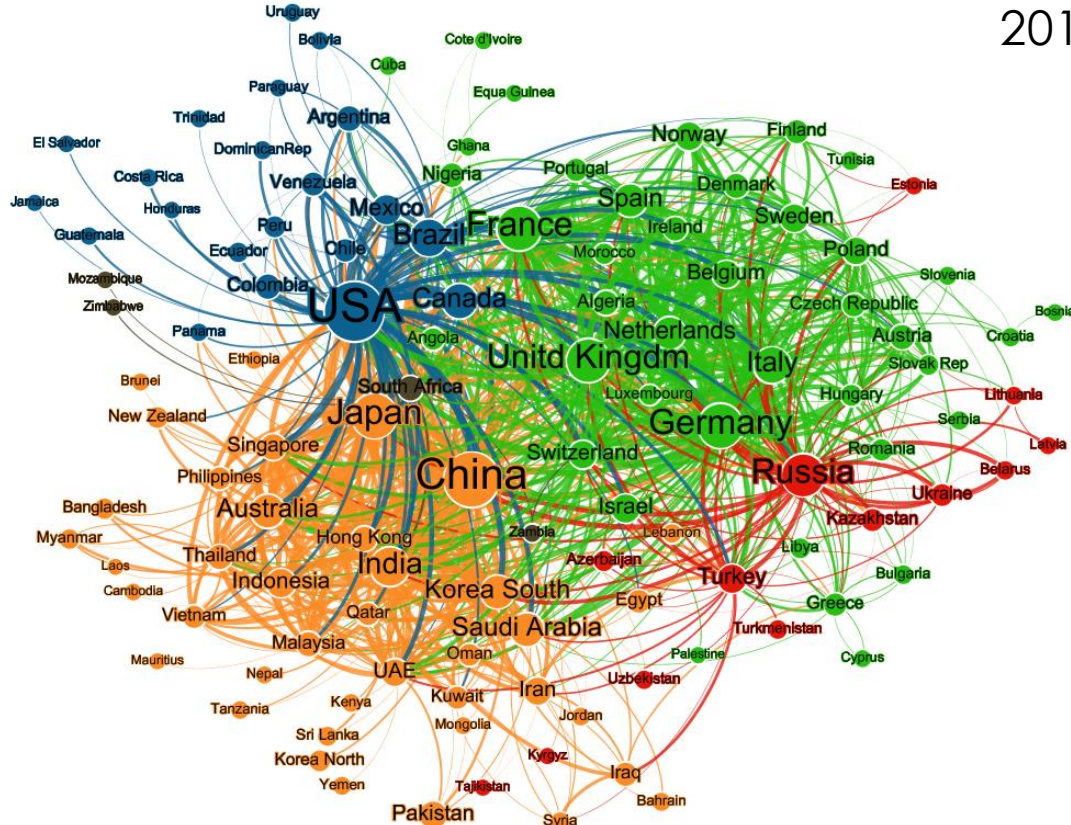 201
Uruguay
Bolivia
Cote d'Ivoire
Cuba
Paraguay
Equa Guinea
Trinidad
Argentina
Norway
Finland
El Salvador
DominicanRep
Ghana
Tunisia
Costa Rica
Venezuela
Nigeria
Portugal
Denmark
Estonia
Jamaica
Honduras
Mexico
Spain
Sweden
Guatemala
Peru
Brazil
France
Ireland
Poland
Ecuador
Chile
Morocco
Mozambique
Colombia
Belgium
Slovenia
Zimbabwe
USA
Canada
Algeria
Czech Republic
Bosnia
Panama
Angola
Netherlands
Austria
Croatia
Ethiopia
Unitd Kingdm
Italy
Slovak Rep
Brunei
South Africa
Luxembourg
Hungary
Lithuania
New Zealand
Japan
Germany
Serbia
Singapore
Switzerland
Romania
Latvia
Philippines
China
Russia
Belarus
Bangladesh
Australia
Israel
Ukraine
Myanmar
Hong Kong
Zambia
Lebanon
Kazakhstan
Thailand
India
Azerbaijan
Libya
Laos
Indonesia
Korea South
Turkey
Bulgaria
Cambodia
Qatar
Egypt
Greece
Vietnam
Malaysia
Saudi Arabia
Turkmenistan
Mauritius
Oman
Palestine
Cyprus
Nepal
UAE
Uzbekistan
Tanzania
Kenya
Kuwait
Iran
Jordan
Sri Lanka
Mongolia
Korea North
Kyrgyz
Iraq
Yemen
Tajikistan
Bahrain
Pakistan
Syria